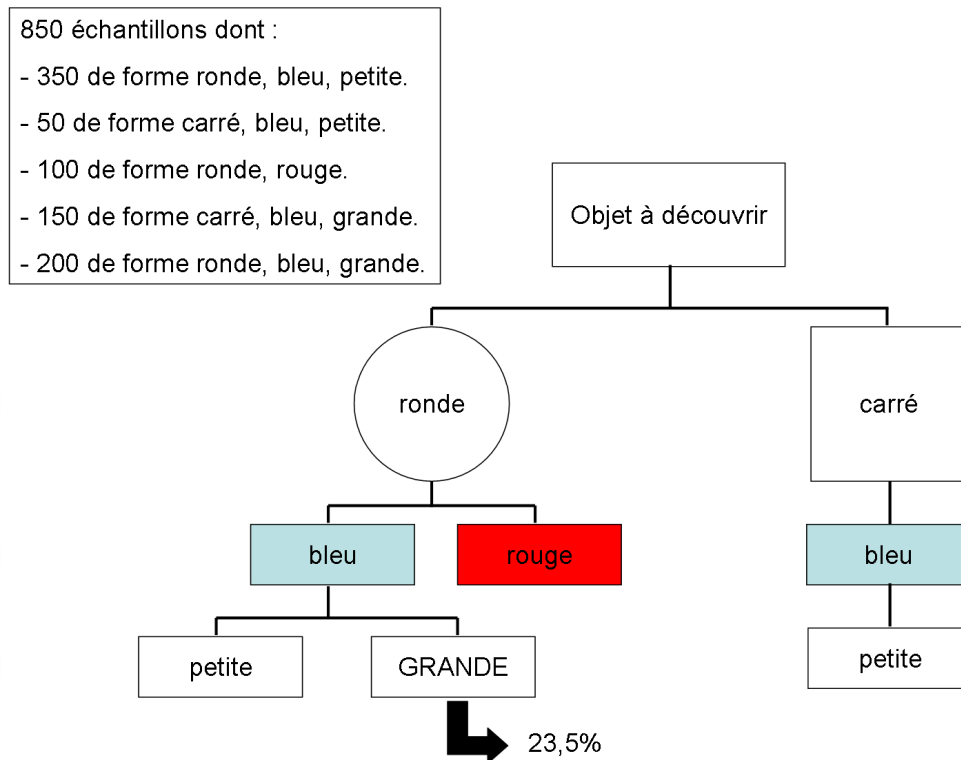 850 échantillons dont :
- 350 de forme ronde, bleu, petite.
- 50 de forme carré, bleu, petite.
- 100 de forme ronde, rouge.
- 150 de forme carré, bleu, grande.
- 200 de forme ronde, bleu, grande.
Objet à découvrir
ronde
carré
bleu
rouge
bleu
petite
GRANDE
petite
23,5%